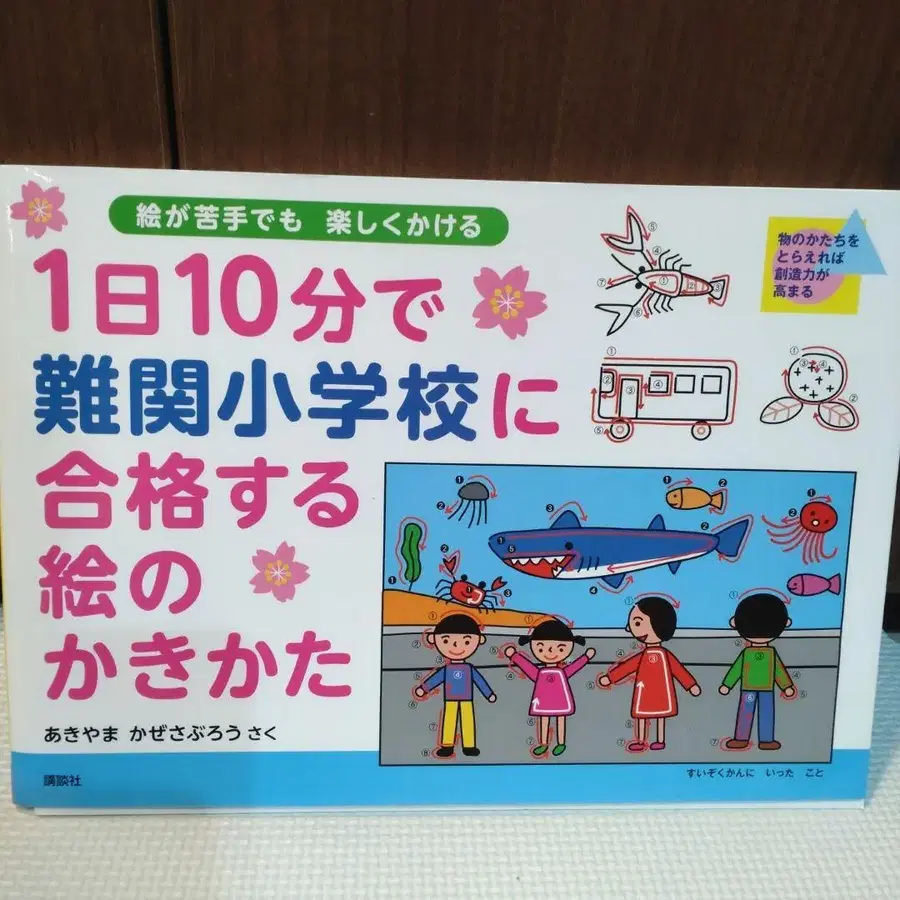 絵が苦手でも 楽しくかける
1日10分で
難関小学校に
合格する
絵の
かきかた
あきやま かぜさぶろう さく
講談社
物のかたちを
とらえれば
創造力が
高まる
すいぞくかんに いった こと